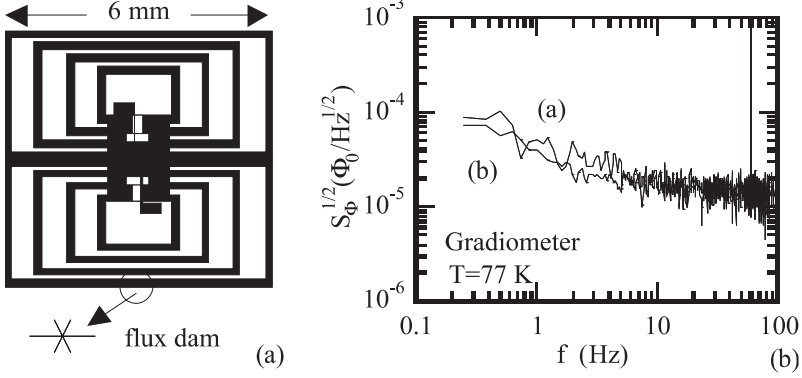 6 mm
flux dam
(a)
S_Φ^{1/2}(Φ_0/Hz^{1/2})
10^{-3}
10^{-4}
10^{-5}
10^{-6}
(a)
(b)
Gradiometer
T=77 K
0.1 1 10 100
f (Hz)
(b)